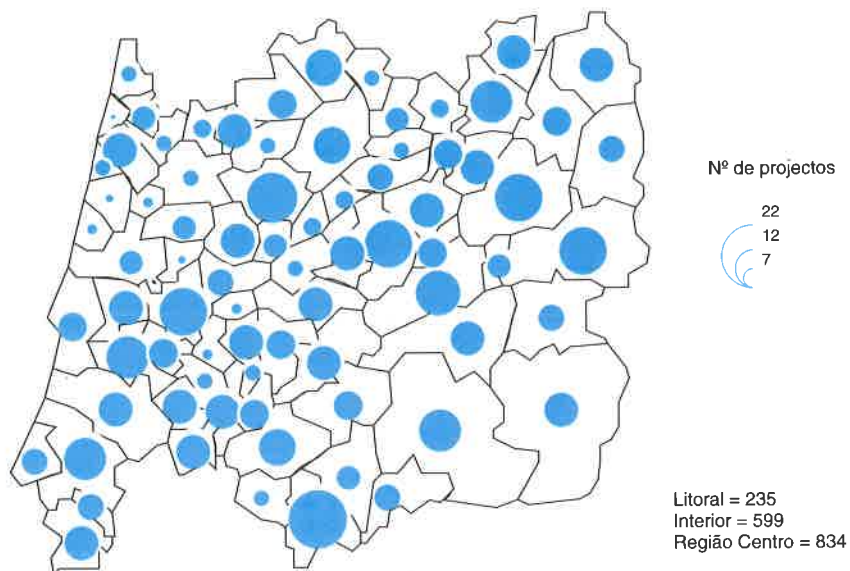 Nº de projectos
22
12
7
Litoral = 235
Interior = 599
Região Centro = 834